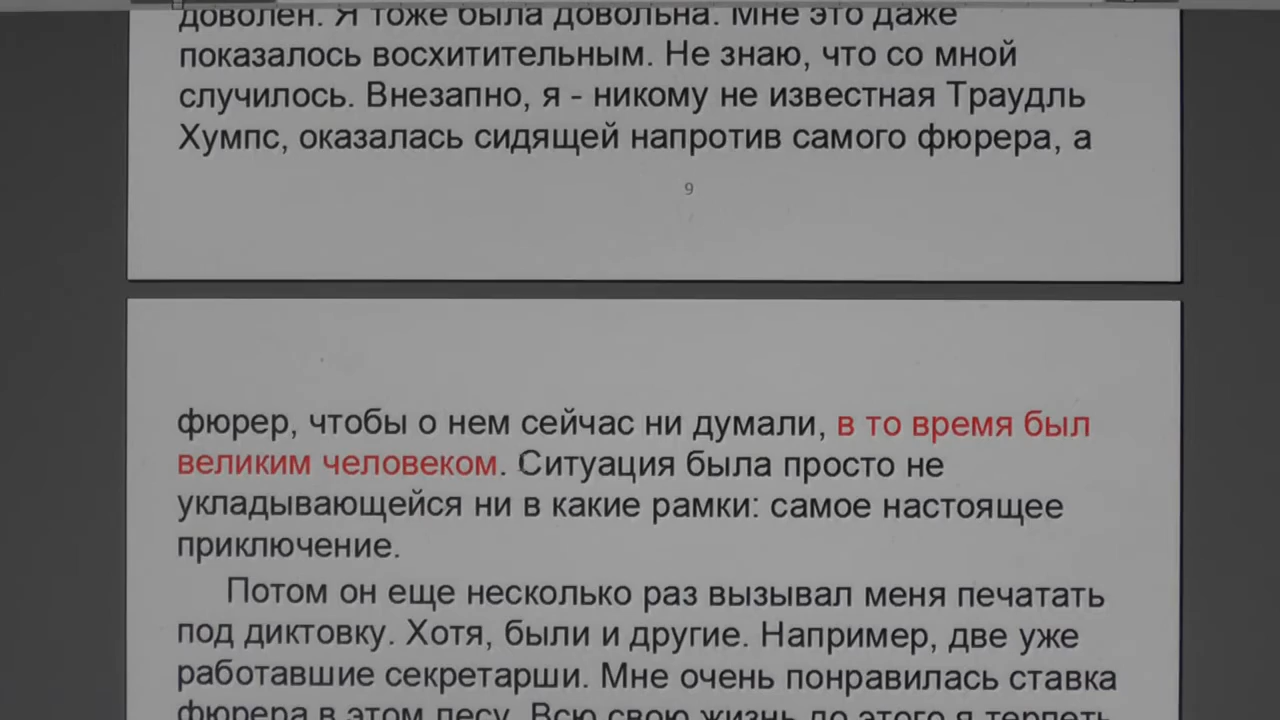 доволен. Я тоже была довольна. Мне это даже
показалось восхитительным. Не знаю, что со мной
случилось. Внезапно, я - никому не известная Траудль
Хумпс, оказалась сидящей напротив самого фюрера, а
9
фюрер, чтобы о нем сейчас ни думали, в то время был
великим человеком. Ситуация была просто не
укладывающейся ни в какие рамки: самое настоящее
приключение.
Потом он еще несколько раз вызывал меня печатать
под диктовку. Хотя, были и другие. Например, две уже
работавшие секретарши. Мне очень понравилась ставка
фюрера в этом лесу. Всю свою жизнь до этого я терпеть